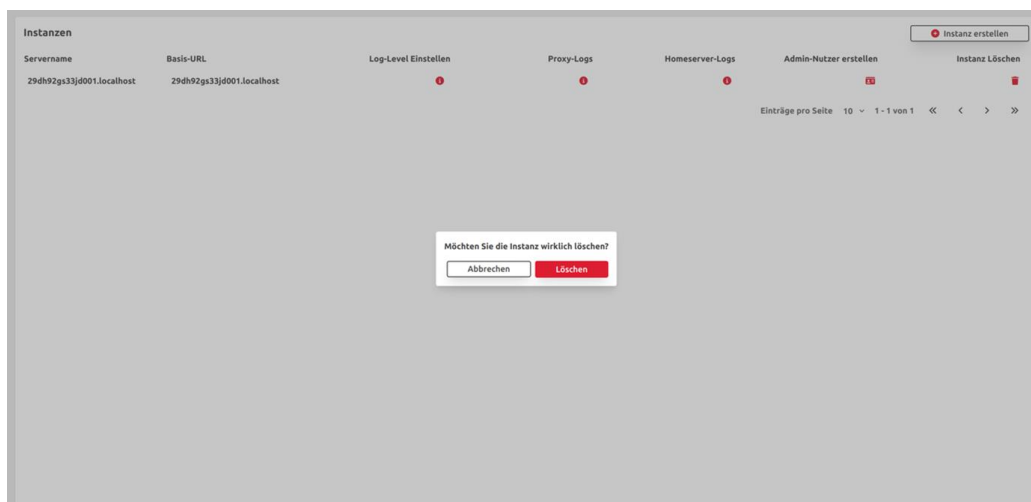 Instanzen
Instanz erstellen
Servername Basis-URL Log-Level Einstellen Proxy-Logs Homeserver-Logs Admin-Nutzer erstellen Instanz Löschen
29dh92gs33jd001.localhost 29dh92gs33jd001.localhost
Einträge pro Seite 10 1 - 1 von 1
Möchten Sie die Instanz wirklich löschen?
Abbrechen Löschen